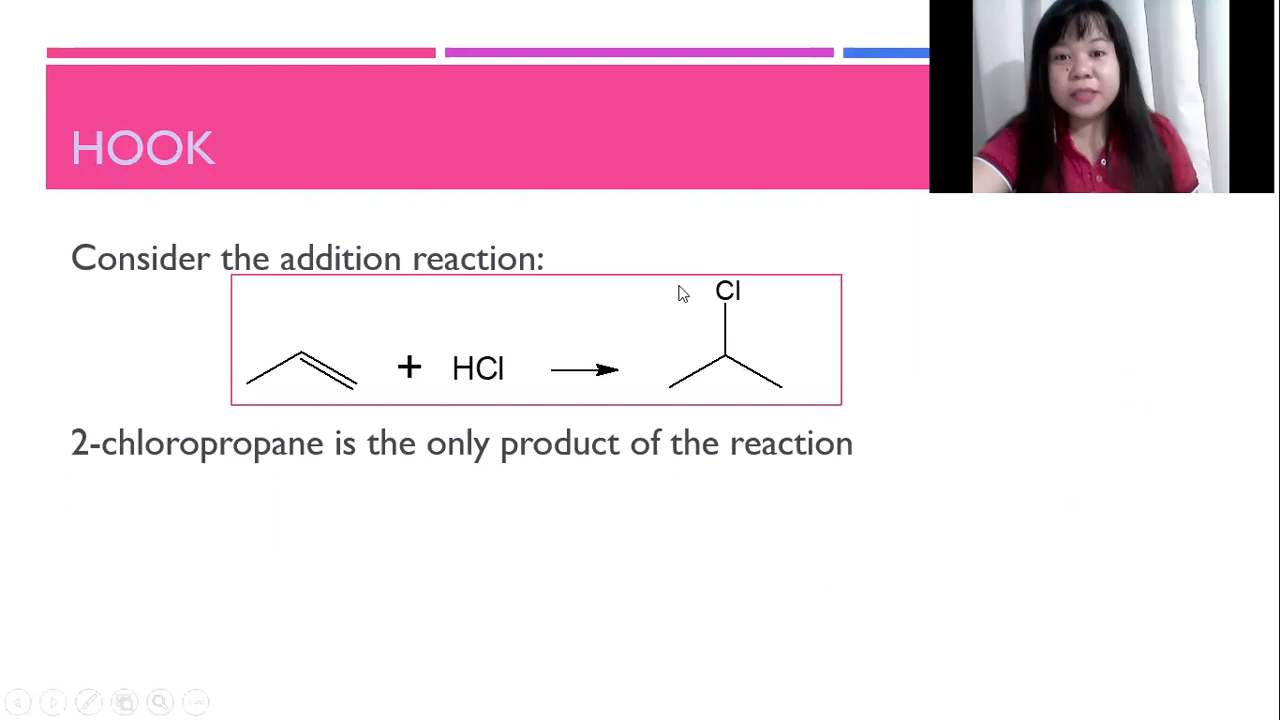 HOOK
Consider the addition reaction:
Cl
+ HCl
2-chloropropane is the only product of the reaction